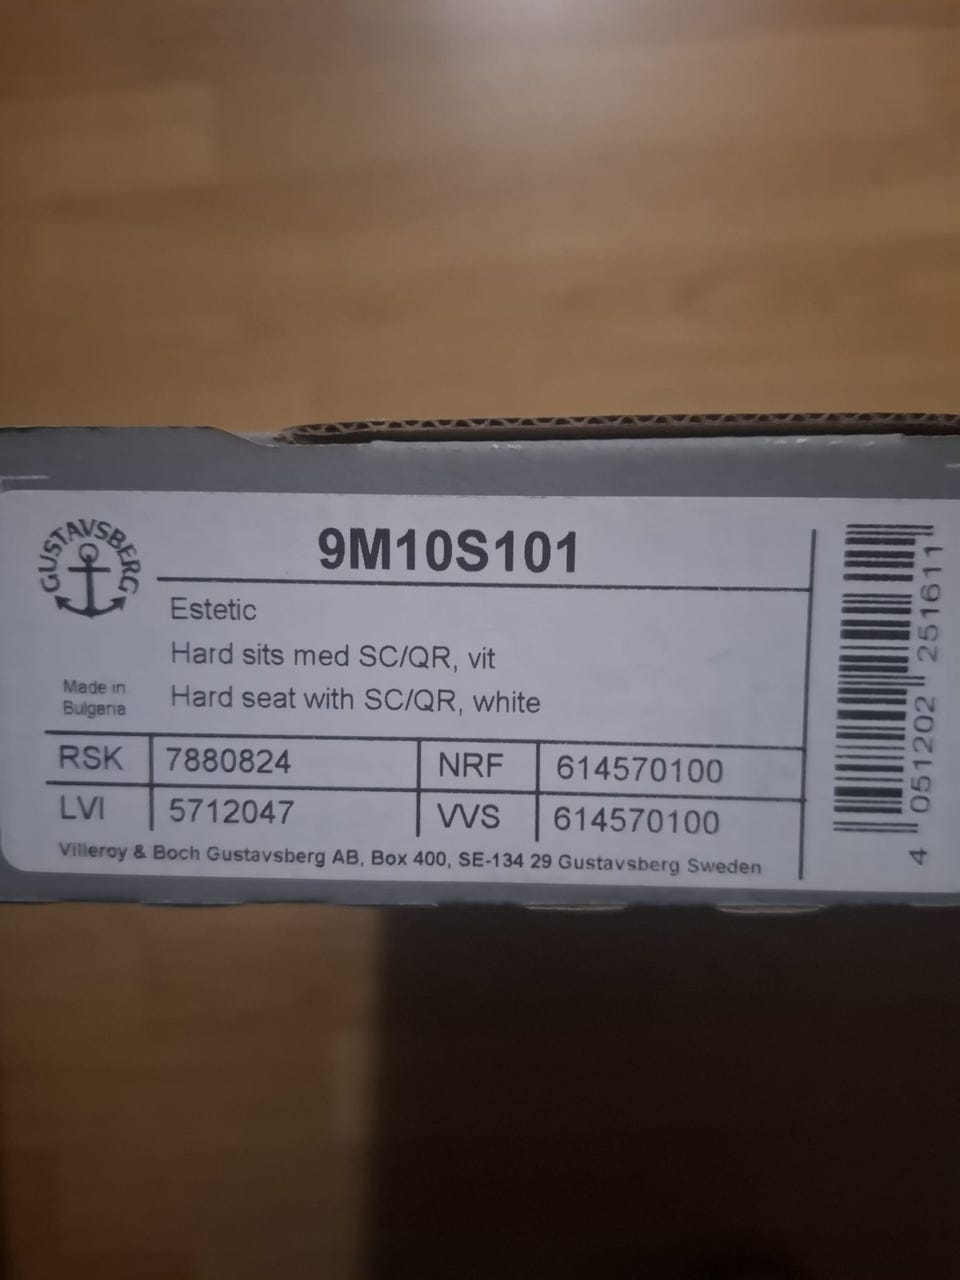 GUSTAVSBERG
9M10S101
Estetic
Hard sits med SC/QR, vit
Hard seat with SC/QR, white
Made in
Bulgaria
RSK 7880824 NRF 614570100
LVI 5712047 VVS 614570100
Villeroy & Boch Gustavsberg AB, Box 400, SE-134 29 Gustavsberg Sweden
4 051202 251611